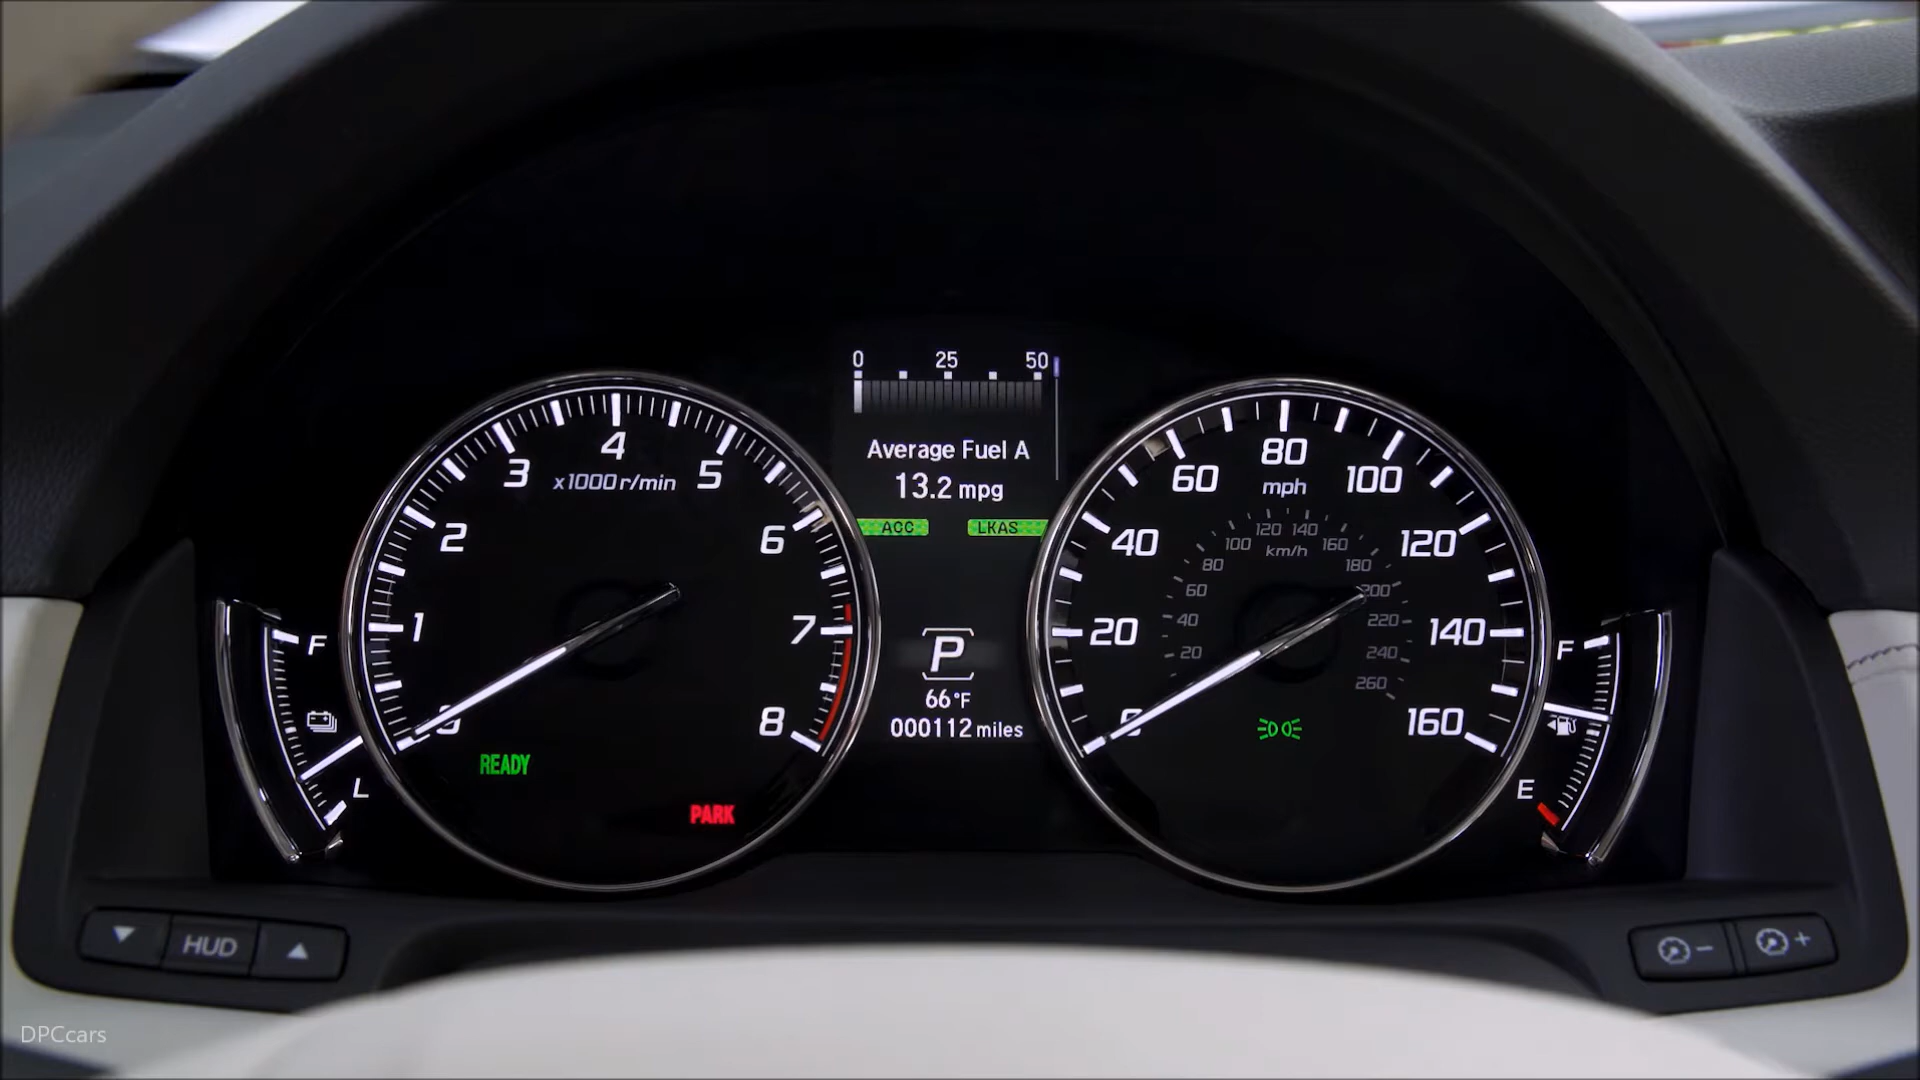 0 25 50
Average Fuel A
13.2 mpg
ACC LKAS
P
66°F
000112 miles
1 2 3 4 5 6 7 8
x1000 r/min
READY
PARK
F
L
20 40 60 80 100 120 140 160
mph
20 40 60 80 100 120 140 160 180 200 220 240 260
km/h
F
E
HUD
- +
DPCcars